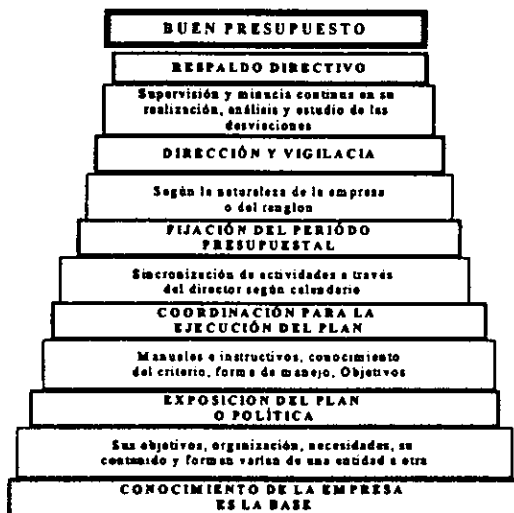 BUEN PRESUPUESTO
RESPALDO DIRECTIVO
Supervisión y minucia continua en su
realización, análisis y estudio de las
desviaciones
DIRECCIÓN Y VIGILACIA
Según la naturaleza de la empresa
o del renglon
FIJACIÓN DEL PERIÓDO
PRESUPUESTAL
Sincronización de actividades a través
del director según calendario
COORDINACIÓN PARA LA
EJECUCIÓN DEL PLAN
Manuales e instructivos, conocimiento
del criterio, forma de manejo, Objetivos
EXPOSICION DEL PLAN
O POLÍTICA
Sus objetivos, organización, necesidades, su
contenido y forman varían de una entidad a otra
CONOCIMIENTO DE LA EMPRESA
ES LA BASE